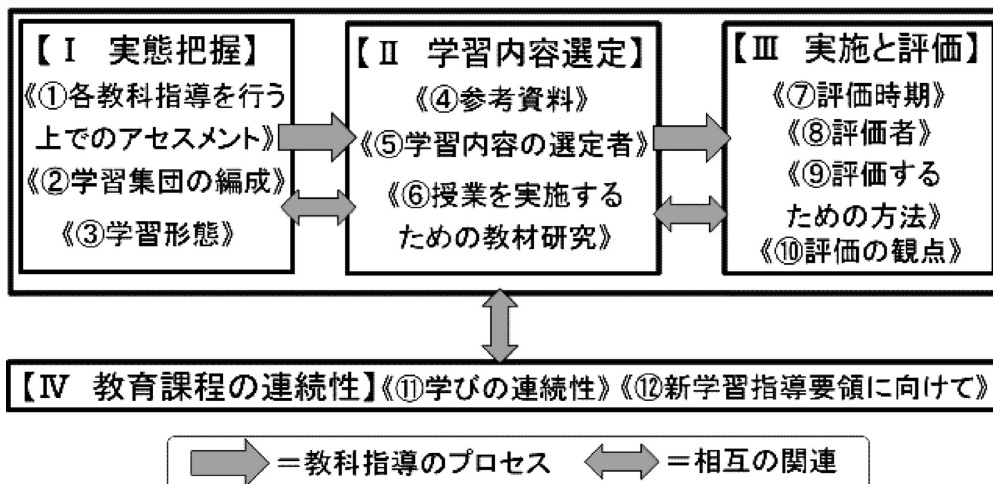 【Ⅰ 実態把握】
《①各教科指導を行う
上でのアセスメント》
《②学習集団の編成》
《③学習形態》
【Ⅱ 学習内容選定】
《④参考資料》
《⑤学習内容の選定者》
《⑥授業を実施する
ための教材研究》
【Ⅲ 実施と評価】
《⑦評価時期》
《⑧評価者》
《⑨評価する
ための方法》
《⑩評価の観点》
【Ⅳ 教育課程の連続性】《⑪学びの連続性》《⑫新学習指導要領に向けて》
＝教科指導のプロセス ＝相互の関連